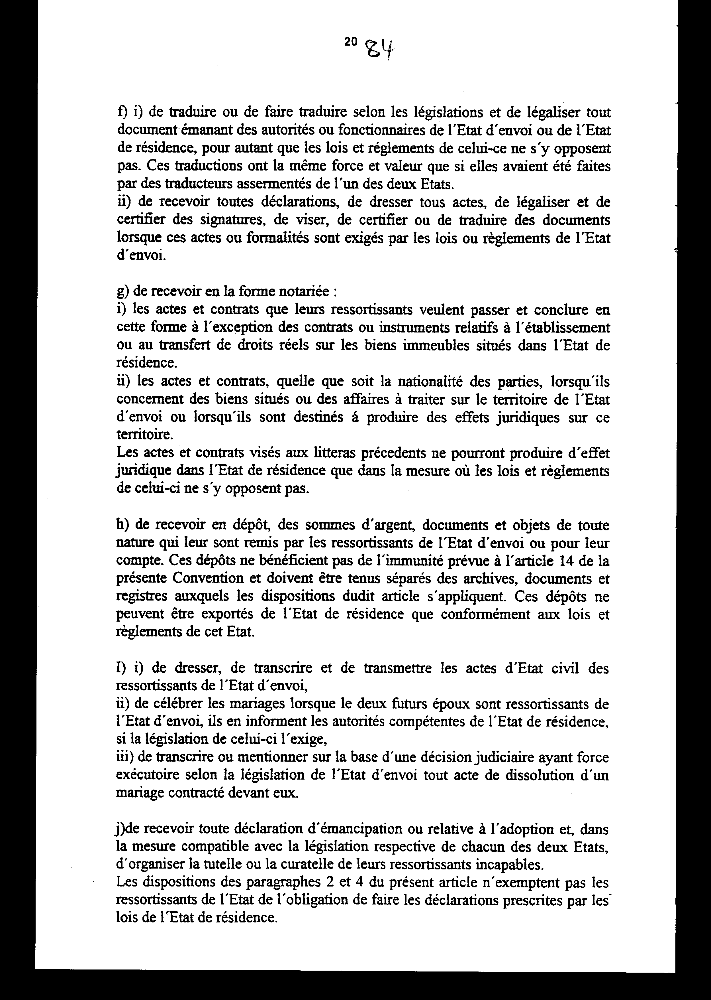 20 84
f) i) de traduire ou de faire traduire selon les législations et de légaliser tout
document émanant des autorités ou fonctionnaires de l´Etat d´envoi ou de l´Etat
de résidence, pour autant que les lois et réglements de celui-ce ne s´y opposent
pas. Ces traductions ont la même force et valeur que si elles avaient été faites
par des traducteurs assermentés de l´un des deux Etats.
ii) de recevoir toutes déclarations, de dresser tous actes, de légaliser et de
certifier des signatures, de viser, de certifier ou de traduire des documents
lorsque ces actes ou formalités sont exigés par les lois ou règlements de l´Etat
d´envoi.
g) de recevoir en la forme notariée :
i) les actes et contrats que leurs ressortissants veulent passer et conclure en
cette forme à l´exception des contrats ou instruments relatifs à l´établissement
ou au transfert de droits réels sur les biens immeubles situés dans l´Etat de
résidence.
ii) les actes et contrats, quelle que soit la nationalité des parties, lorsqu´ils
concernent des biens situés ou des affaires à traiter sur le territoire de l´Etat
d´envoi ou lorsqu´ils sont destinés á produire des effets juridiques sur ce
territoire.
Les actes et contrats visés aux litteras précedents ne pourront produire d´effet
juridique dans l´Etat de résidence que dans la mesure où les lois et règlements
de celui-ci ne s´y opposent pas.
h) de recevoir en dépôt, des sommes d´argent, documents et objets de toute
nature qui leur sont remis par les ressortissants de l´Etat d´envoi ou pour leur
compte. Ces dépôts ne bénéficient pas de l´immunité prévue à l´article 14 de la
présente Convention et doivent être tenus séparés des archives, documents et
registres auxquels les dispositions dudit article s´appliquent. Ces dépôts ne
peuvent être exportés de l´Etat de résidence que conformément aux lois et
règlements de cet Etat.
I) i) de dresser, de transcrire et de transmettre les actes d´Etat civil des
ressortissants de l´Etat d´envoi,
ii) de célébrer les mariages lorsque le deux futurs époux sont ressortissants de
l´Etat d´envoi, ils en informent les autorités compétentes de l´Etat de résidence,
si la législation de celui-ci l´exige,
iii) de transcrire ou mentionner sur la base d´une décision judiciaire ayant force
exécutoire selon la législation de l´Etat d´envoi tout acte de dissolution d´un
mariage contracté devant eux.
j)de recevoir toute déclaration d´émancipation ou relative à l´adoption et, dans
la mesure compatible avec la législation respective de chacun des deux Etats,
d´organiser la tutelle ou la curatelle de leurs ressortissants incapables.
Les dispositions des paragraphes 2 et 4 du présent article n´exemptent pas les
ressortissants de l´Etat de l´obligation de faire les déclarations prescrites par les
lois de l´Etat de résidence.